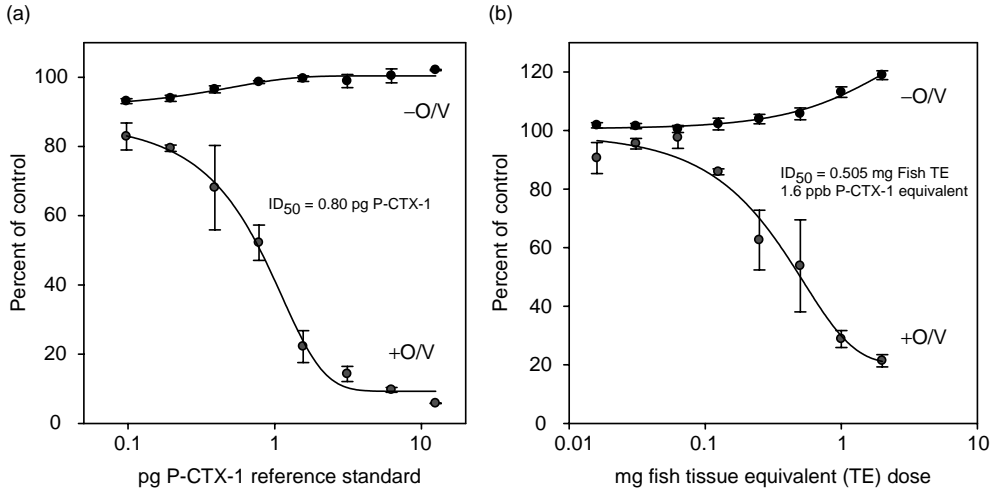 (a)
Percent of control
100
80
60
40
20
0
–O/V
ID50 = 0.80 pg P-CTX-1
+O/V
0.1
1
10
pg P-CTX-1 reference standard
(b)
Percent of control
120
100
80
60
40
20
0
–O/V
ID50 = 0.505 mg Fish TE
1.6 ppb P-CTX-1 equivalent
+O/V
0.01
0.1
1
10
mg fish tissue equivalent (TE) dose